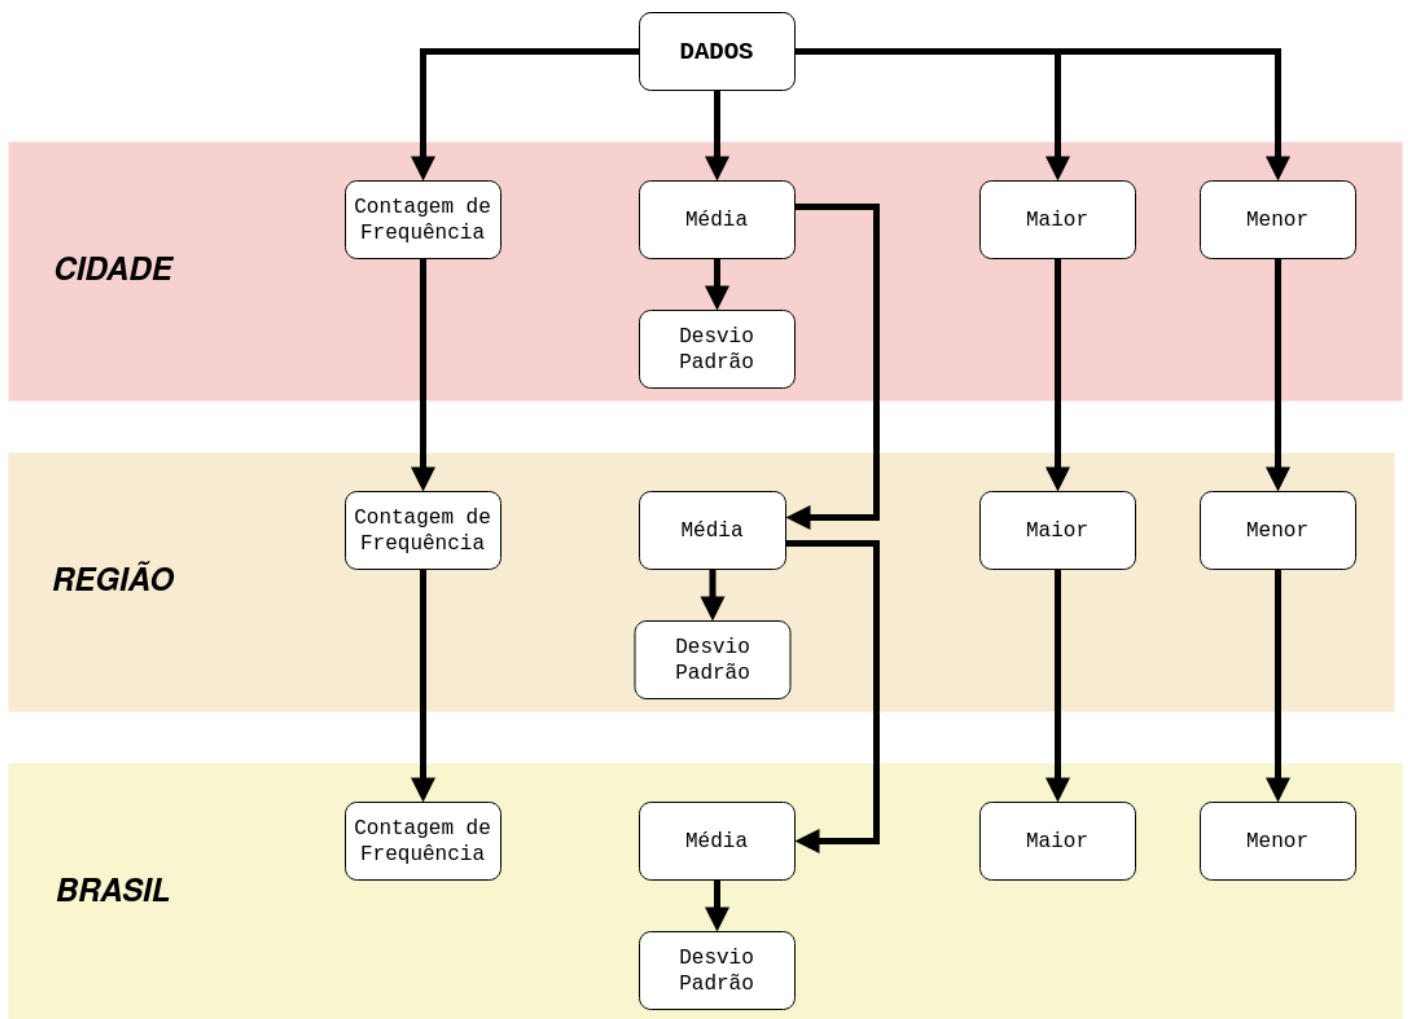 DADOS
CIDADE
Contagem de
Frequência
Média
Maior
Menor
Desvio
Padrão
REGIÃO
Contagem de
Frequência
Média
Maior
Menor
Desvio
Padrão
BRASIL
Contagem de
Frequência
Média
Maior
Menor
Desvio
Padrão